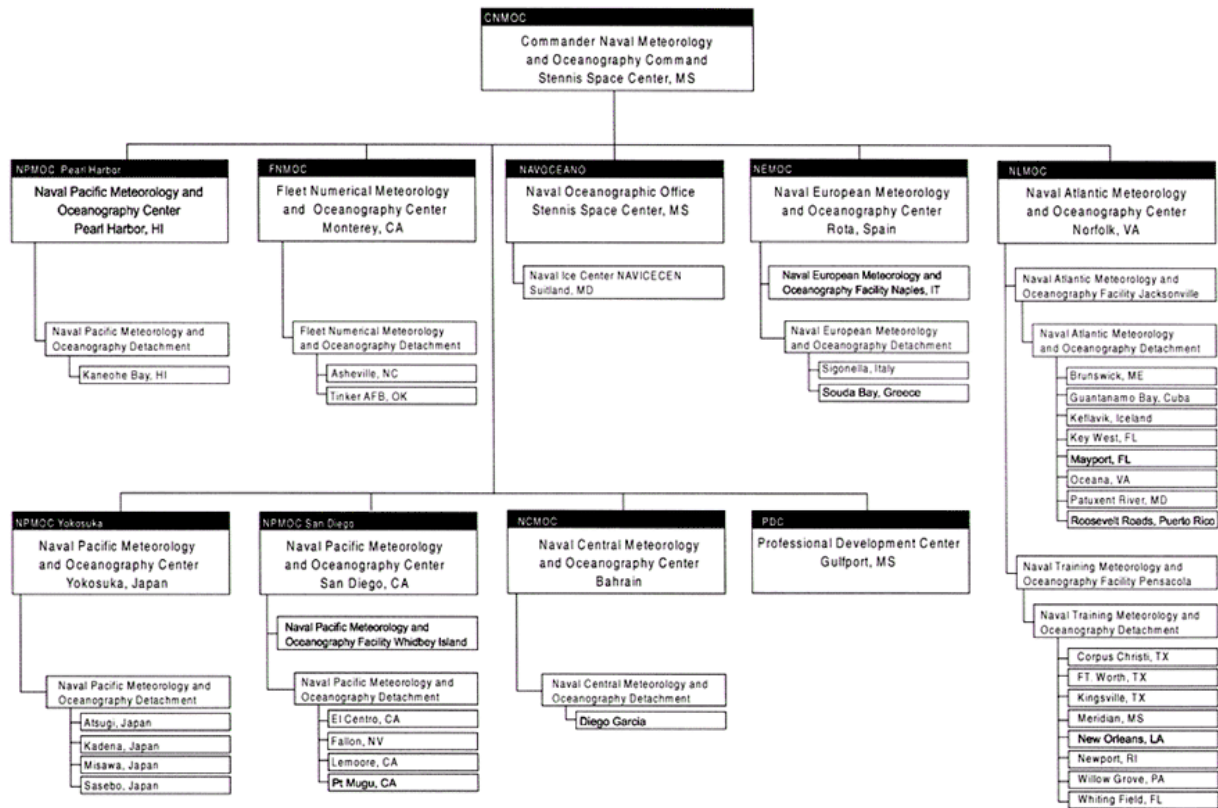 CNMOC
Commander Naval Meteorology
and Oceanography Command
Stennis Space Center, MS
NPMOC Pearl Harbor
Naval Pacific Meteorology and
Oceanography Center
Pearl Harbor, HI
Naval Pacific Meteorology and
Oceanography Detachment
Kaneohe Bay, HI
FNMOC
Fleet Numerical Meteorology
and Oceanography Center
Monterey, CA
Fleet Numerical Meteorology
and Oceanography Detachment
Asheville, NC
Tinker AFB, OK
NAVOCEANO
Naval Oceanographic Office
Stennis Space Center, MS
Naval Ice Center NAVICECEN
Suitland, MD
NEMOC
Naval European Meteorology
and Oceanography Center
Rota, Spain
Naval European Meteorology and
Oceanography Facility Naples, IT
Naval European Meteorology
and Oceanography Detachment
Sigonella, Italy
Souda Bay, Greece
NLMOC
Naval Atlantic Meteorology
and Oceanography Center
Norfolk, VA
Naval Atlantic Meteorology and
Oceanography Facility Jacksonville
Naval Atlantic Meteorology
and Oceanography Detachment
Brunswick, ME
Guantanamo Bay, Cuba
Keflavik, Iceland
Key West, FL
Mayport, FL
Oceana, VA
Patuxent River, MD
Roosevelt Roads, Puerto Rico
Naval Training Meteorology and
Oceanography Facility Pensacola
Naval Training Meteorology and
Oceanography Detachment
Corpus Christi, TX
FT. Worth, TX
Kingsville, TX
Meridian, MS
New Orleans, LA
Newport, RI
Willow Grove, PA
Whiting Field, FL
NPMOC Yokosuka
Naval Pacific Meteorology
and Oceanography Center
Yokosuka, Japan
Naval Pacific Meteorology and
Oceanography Detachment
Atsugi, Japan
Kadena, Japan
Misawa, Japan
Sasebo, Japan
NPMOC San Diego
Naval Pacific Meteorology
and Oceanography Center
San Diego, CA
Naval Pacific Meteorology and
Oceanography Facility Whidbey Island
Naval Pacific Meteorology and
Oceanography Detachment
El Centro, CA
Fallon, NV
Lemoore, CA
Pt Mugu, CA
NCMOC
Naval Central Meteorology
and Oceanography Center
Bahrain
Naval Central Meteorology and
Oceanography Detachment
Diego Garcia
PDC
Professional Development Center
Gulfport, MS